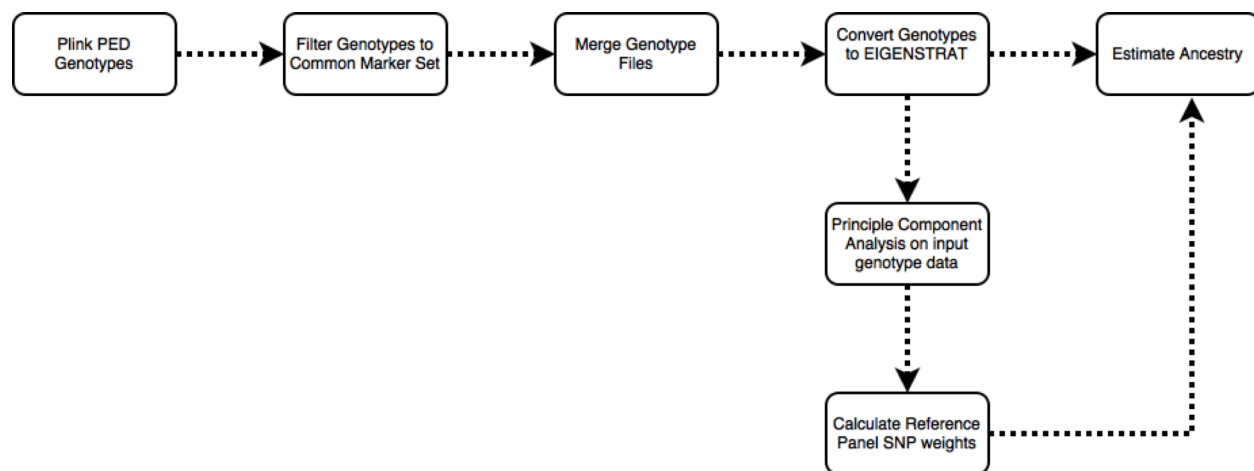 Plink PED
Genotypes
Filter Genotypes to
Common Marker Set
Merge Genotype
Files
Convert Genotypes
to EIGENSTRAT
Estimate Ancestry
Principle Component
Analysis on input
genotype data
Calculate Reference
Panel SNP weights